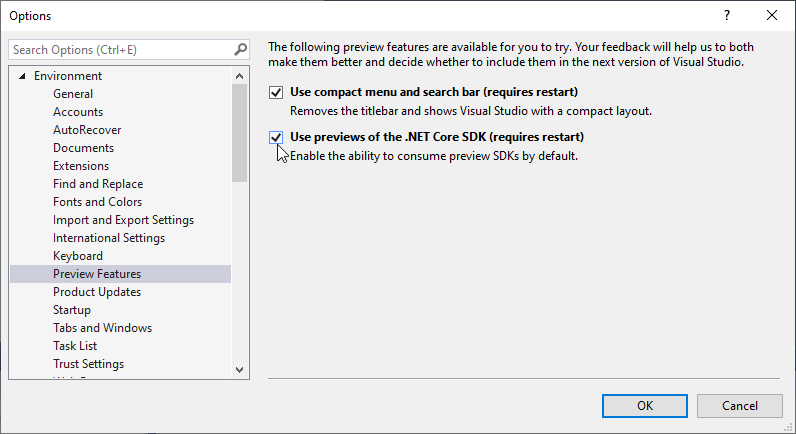 Options
?
Search Options (Ctrl+E)
Environment
General
Accounts
AutoRecover
Documents
Extensions
Find and Replace
Fonts and Colors
Import and Export Settings
International Settings
Keyboard
Preview Features
Product Updates
Startup
Tabs and Windows
Task List
Trust Settings
The following preview features are available for you to try. Your feedback will help us to both
make them better and decide whether to include them in the next version of Visual Studio.
Use compact menu and search bar (requires restart)
Removes the titlebar and shows Visual Studio with a compact layout.
Use previews of the .NET Core SDK (requires restart)
Enable the ability to consume preview SDKs by default.
OK
Cancel